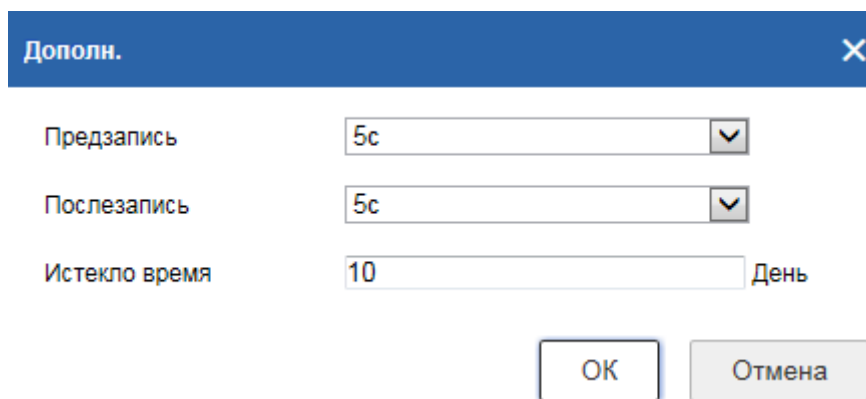 Дополн.
Предзапись 5с
Послезапись 5с
Истекло время 10 День
ОК Отмена